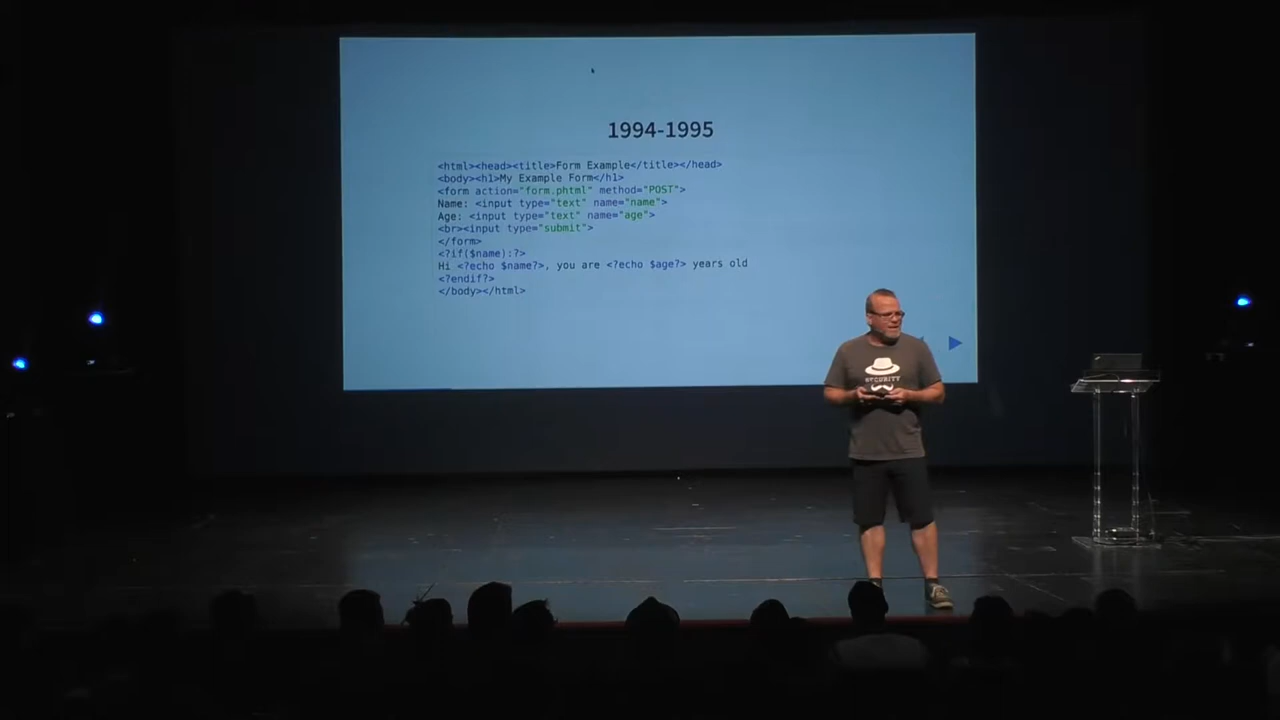 1994-1995
<html><head><title>Form Example</title></head>
<body><h1>My Example Form</h1>
<form action="form.phtml" method="POST">
Name: <input type="text" name="name">
Age: <input type="text" name="age">
<br><input type="submit">
</form>
<?if($name):?>
Hi <?echo $name?>, you are <?echo $age?> years old
<?endif?>
</body></html>
SECURITY